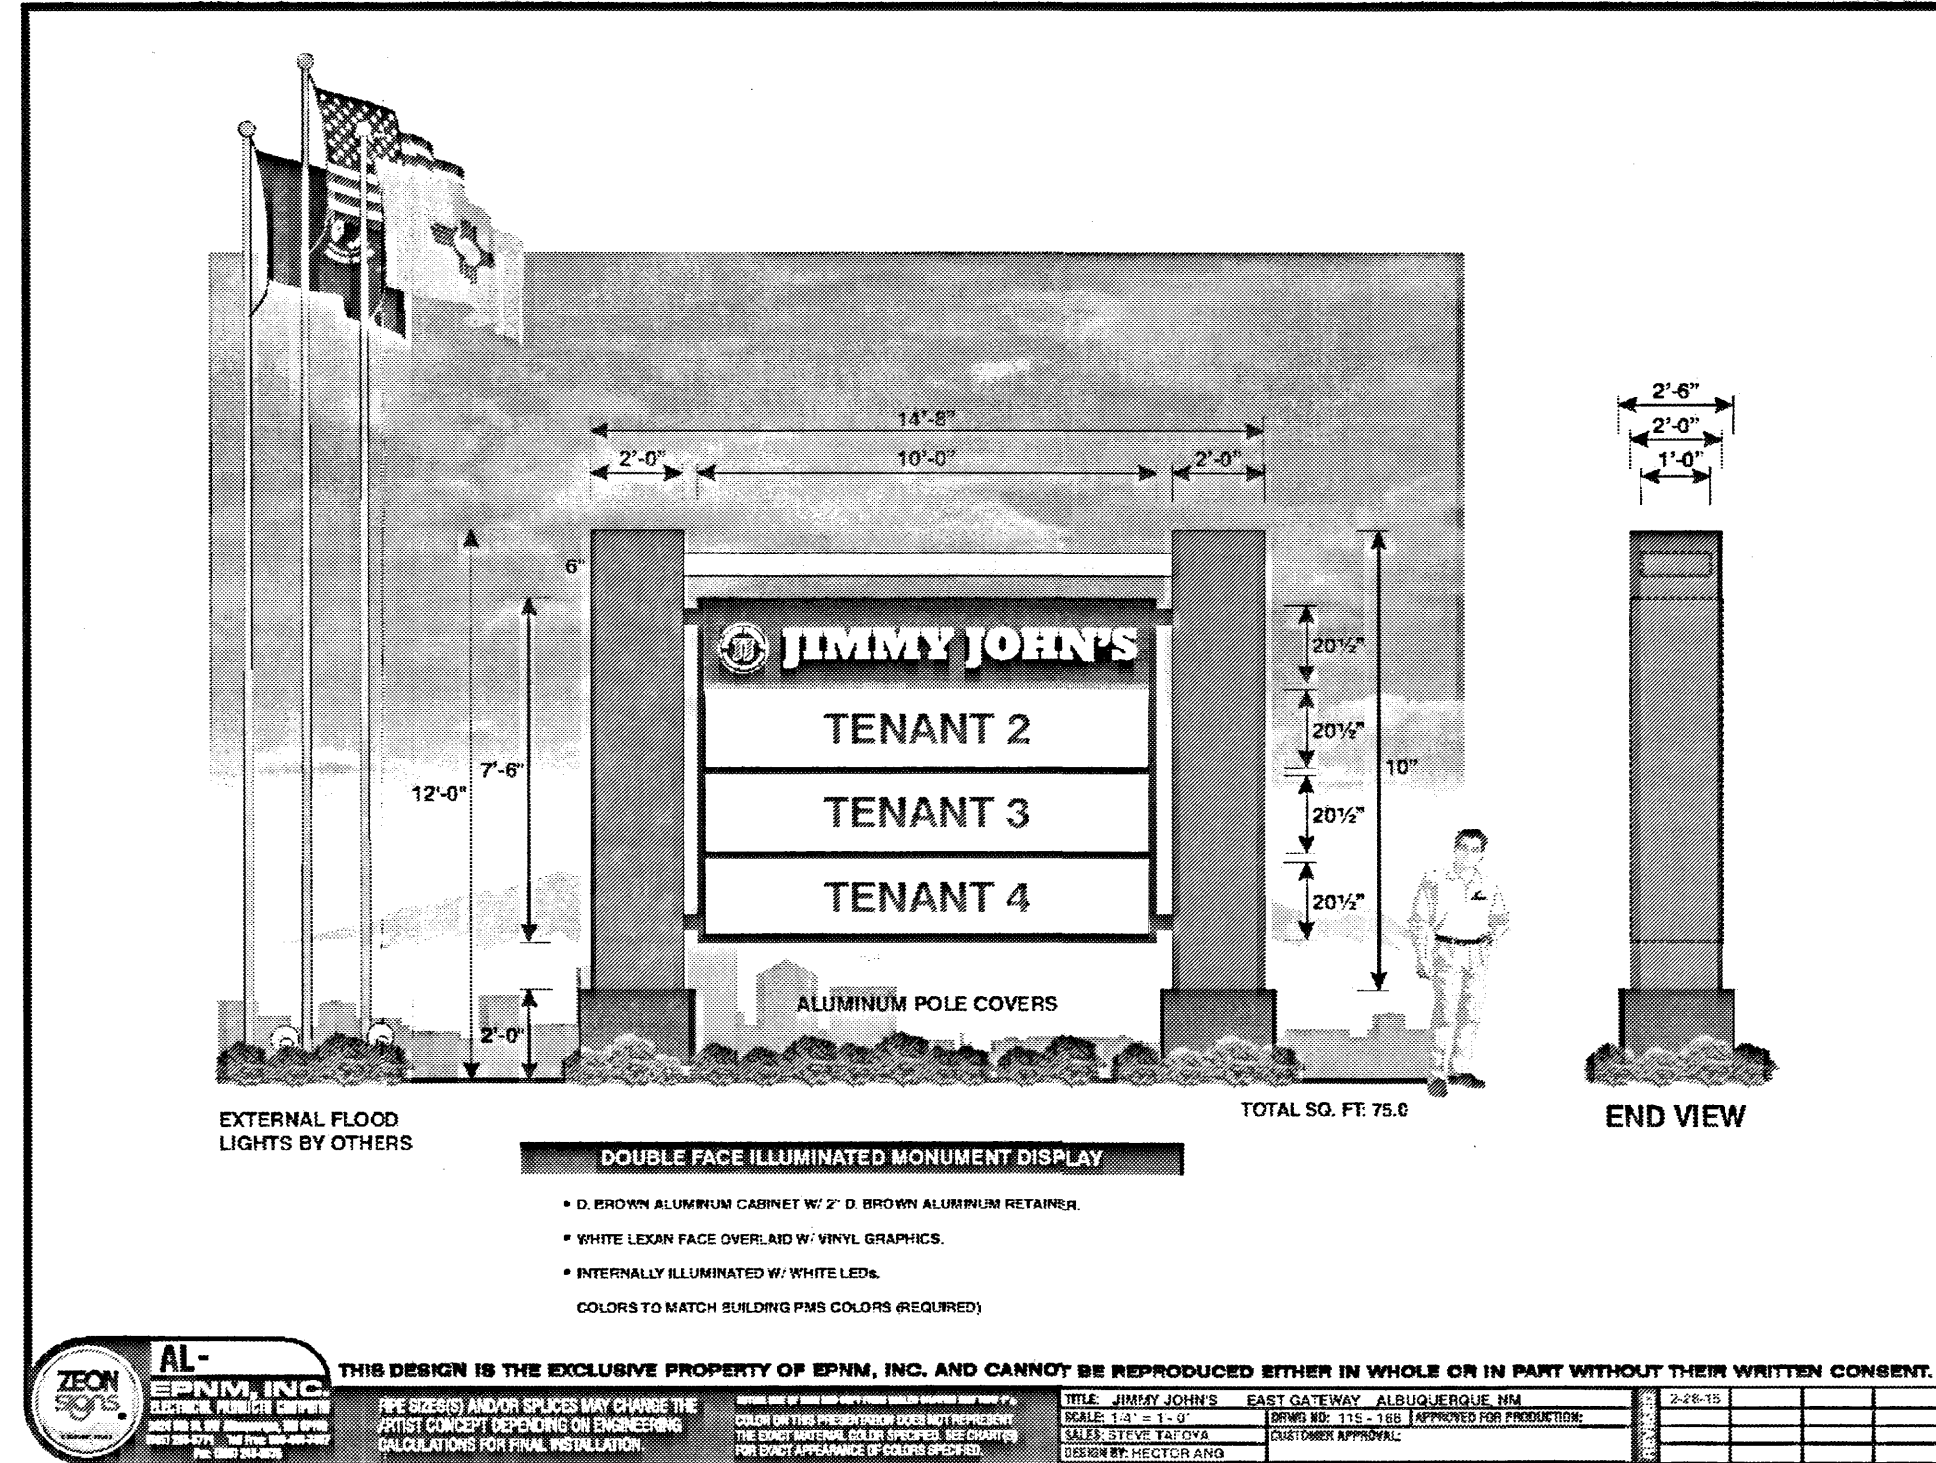 2'-6"
2'-0"
1'-0"
14'-8"
2'-0"
10'-0"
2'-0"
6"
JIMMY JOHN'S
TENANT 2
TENANT 3
TENANT 4
20½"
20½"
20½"
20½"
7'-6"
12'-0"
10"
2'-0"
ALUMINUM POLE COVERS
EXTERNAL FLOOD
LIGHTS BY OTHERS
TOTAL SQ. FT: 75.0
END VIEW
DOUBLE FACE ILLUMINATED MONUMENT DISPLAY
• D. BROWN ALUMINUM CABINET W/ 2" D. BROWN ALUMINUM RETAINER.
• WHITE LEXAN FACE OVERLAID W/ VINYL GRAPHICS.
• INTERNALLY ILLUMINATED W/ WHITE LEDs.
COLORS TO MATCH BUILDING PMS COLORS (REQUIRED)
ZEON
signs
AL-
EPNM, INC.
ELECTRICAL PRODUCTS COMPANY
THIS DESIGN IS THE EXCLUSIVE PROPERTY OF EPNM, INC. AND CANNOT BE REPRODUCED EITHER IN WHOLE OR IN PART WITHOUT THEIR WRITTEN CONSENT.
PIPE SIZES(S) AND/OR SPLICES MAY CHANGE THE
ARTIST CONCEPT DEPENDING ON ENGINEERING
CALCULATIONS FOR FINAL INSTALLATION
COLOR ON THIS PRESENTATION DOES NOT REPRESENT
THE EXACT MATERIAL COLOR SPECIFIED. SEE CHART(S)
FOR EXACT APPEARANCE OF COLORS SPECIFIED.
TITLE: JIMMY JOHN'S EAST GATEWAY ALBUQUERQUE, NM
SCALE: 1/4" = 1'- 0" DRWG NO: 115 - 166 APPROVED FOR PRODUCTION:
SALES: STEVE TAFOYA CUSTOMER APPROVAL:
DESIGN BY: HECTOR ANG
2-28-15